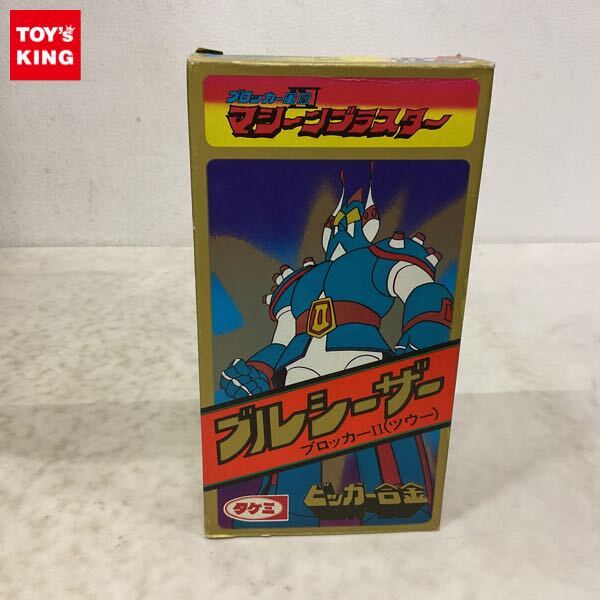 TOY'S
KING
ブロッカー軍団IV
マシーンブラスター
II
ブルシーザー
ブロッカーII(ツウー)
タケミ
ビッガー合金